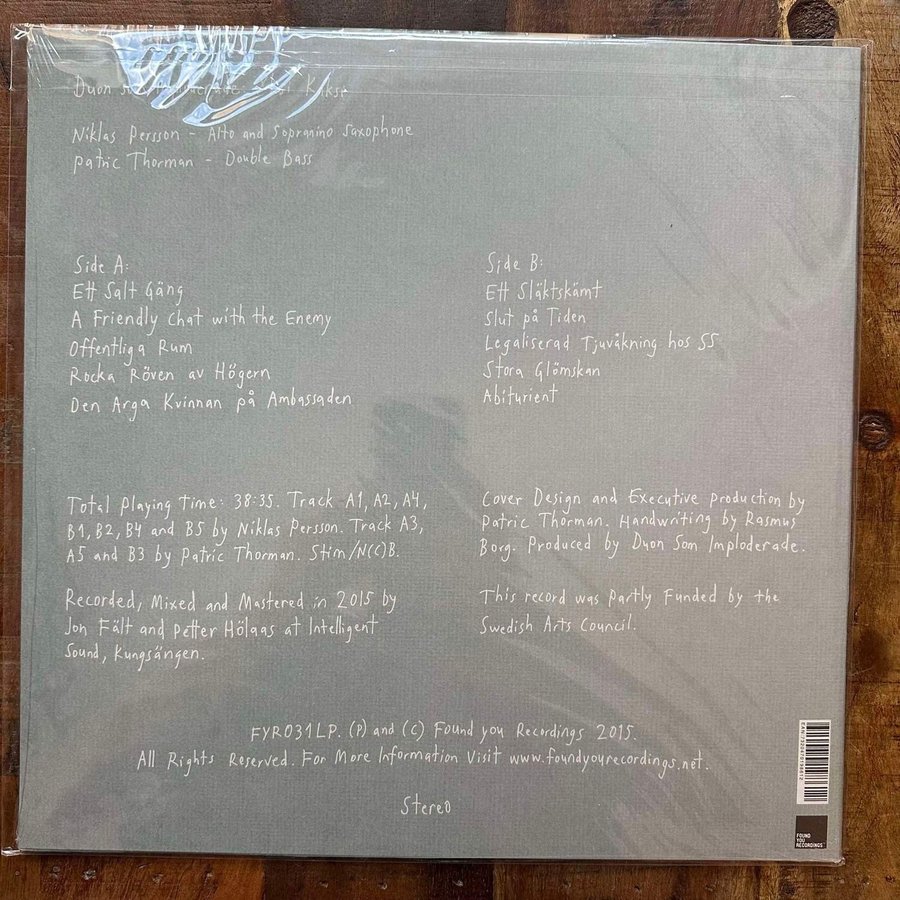 Duon
Niklas Persson - Alto and Sopranino Saxophone
Patric Thorman - Double Bass
Side A:
Ett Salt Gäng
A Friendly Chat with the Enemy
Offentliga Rum
Rocka Röven av Högern
Den Arga Kvinnan på Ambassaden
Side B:
Ett Släktskämt
Slut på Tiden
Legaliserad Tjuvåkning hos SS
Stora Glömskan
Abiturient
Total Playing Time: 38:35. Track A1, A2, A4,
B1, B2, B4 and B5 by Niklas Persson. Track A3,
A5 and B3 by Patric Thorman. Stim/N(C)B.
Recorded, Mixed and Mastered in 2015 by
Jon Fält and Petter Hölaas at Intelligent
Sound, Kungsängen.
Cover Design and Executive production by
Patric Thorman. Handwriting by Rasmus
Borg. Produced by Duon Som Imploderade.
This record was Partly Funded by the
Swedish Arts Council.
FYR031LP. (P) and (C) Found you Recordings 2015.
All Rights Reserved. For More Information Visit www.foundyourecordings.net.
Stereo
FOUND
YOU
RECORDINGS